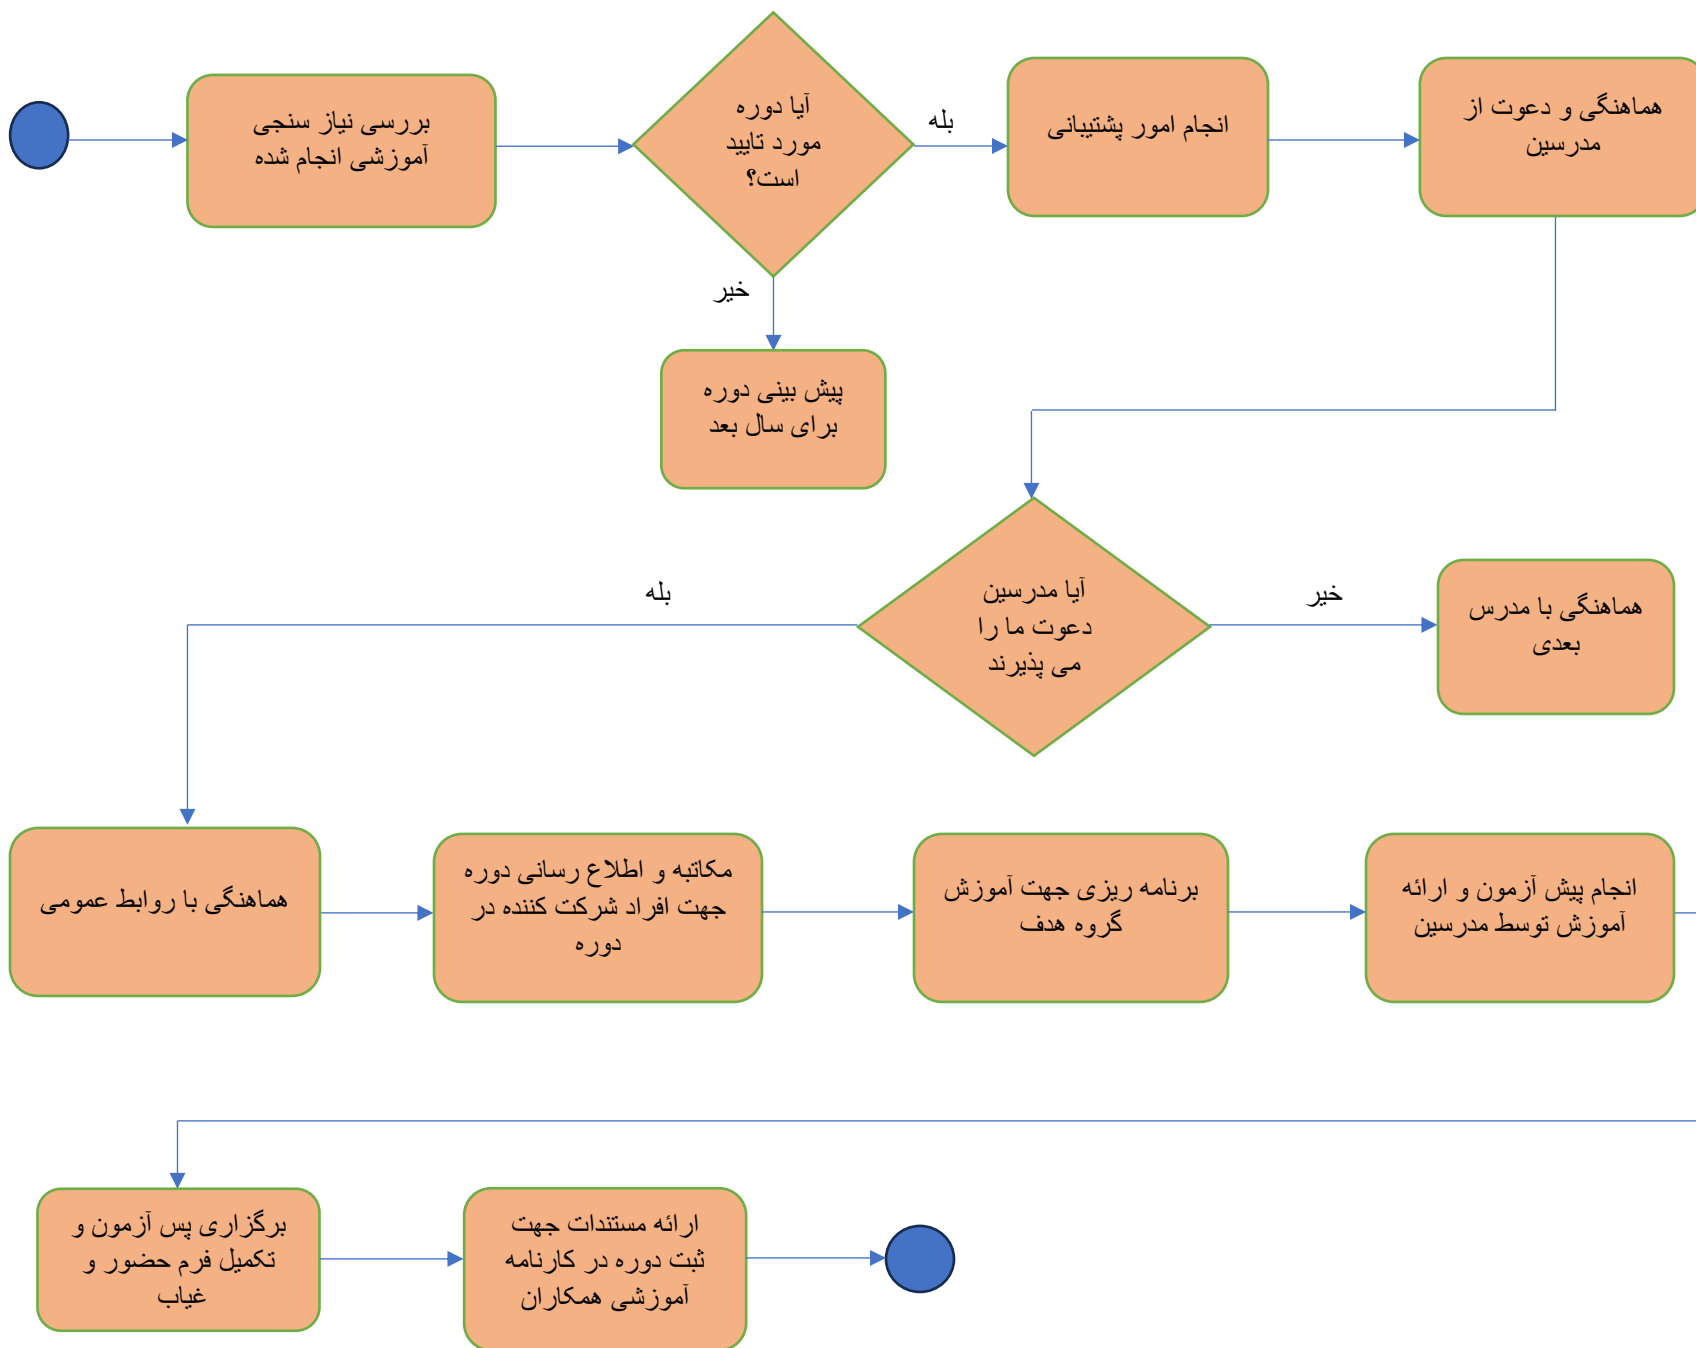 بررسی نیاز سنجی
آموزشی انجام شده
آیا دوره
مورد تایید
است؟
بله
انجام امور پشتیبانی
هماهنگی و دعوت از
مدرسین
خیر
پیش بینی دوره
برای سال بعد
آیا مدرسین
دعوت ما را
می پذیرند
خیر
هماهنگی با مدرس
بعدی
بله
هماهنگی با روابط عمومی
مکاتبه و اطلاع رسانی دوره
جهت افراد شرکت کننده در
دوره
برنامه ریزی جهت آموزش
گروه هدف
انجام پیش آزمون و ارائه
آموزش توسط مدرسین
برگزاری پس آزمون و
تکمیل فرم حضور و
غیاب
ارائه مستندات جهت
ثبت دوره در کارنامه
آموزشی همکاران